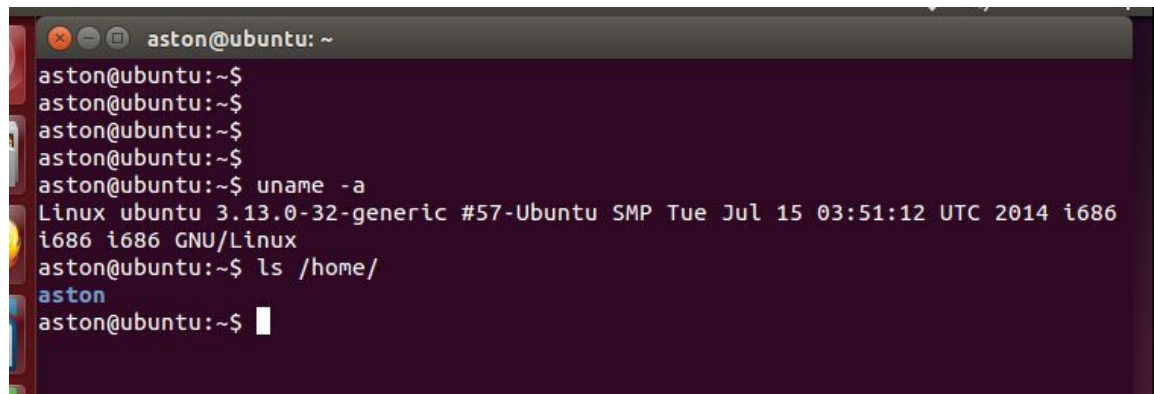 aston@ubuntu: ~
aston@ubuntu:~$
aston@ubuntu:~$
aston@ubuntu:~$
aston@ubuntu:~$
aston@ubuntu:~$ uname -a
Linux ubuntu 3.13.0-32-generic #57-Ubuntu SMP Tue Jul 15 03:51:12 UTC 2014 i686
i686 i686 GNU/Linux
aston@ubuntu:~$ ls /home/
aston
aston@ubuntu:~$